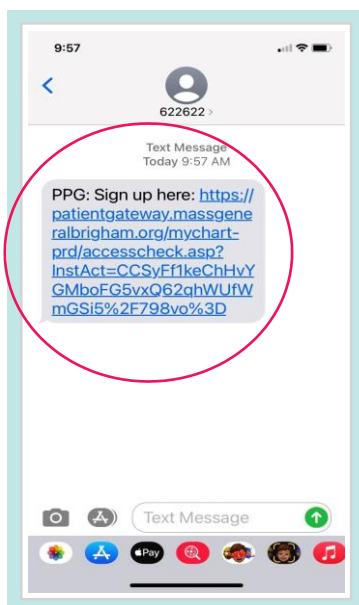 9:57
622622 >
Text Message
Today 9:57 AM
PPG: Sign up here: https://
patientgateway.massgene
ralbrigham.org/mychart-
prd/accesscheck.asp?
InstAct=CCSyFf1keChHvY
GMboFG5vxQ62qhWUfW
mGSi5%2F798vo%3D
Text Message
Pay